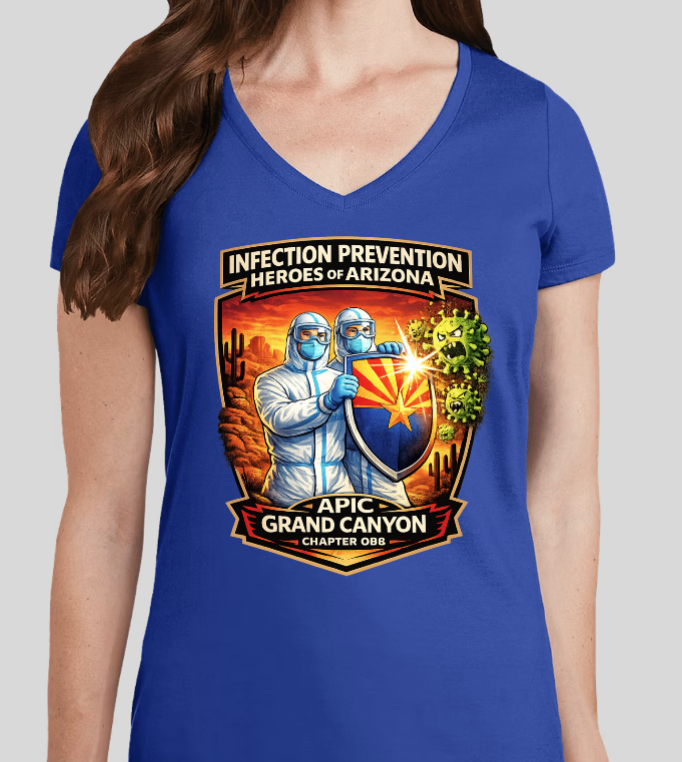 INFECTION PREVENTION
HEROES OF ARIZONA
APIC
GRAND CANYON
CHAPTER 088